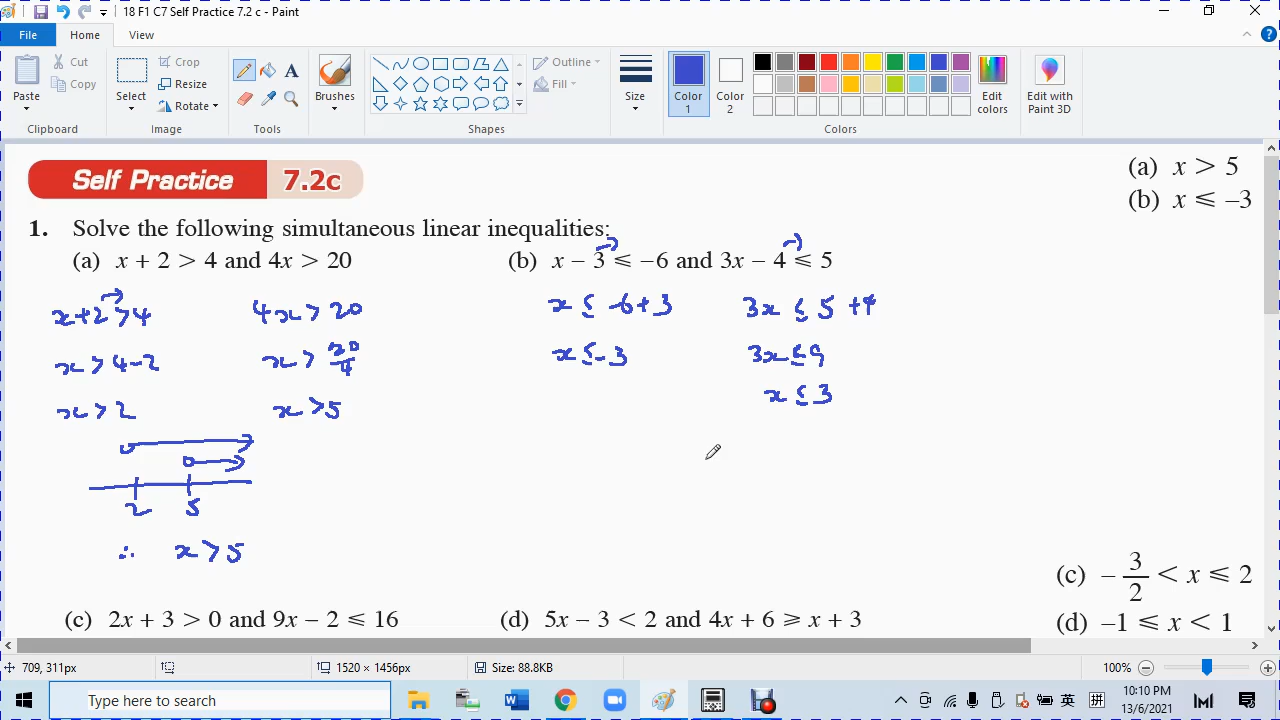 18 F1 C7 Self Practice 7.2 c - Paint
File Home View
Paste Cut Copy Clipboard
Select Crop Resize Rotate Image
A Tools
Brushes
Outline Fill Shapes
Size
Color 1 Color 2 Edit colors Colors
Edit with Paint 3D
Self Practice 7.2c
(a) x > 5
(b) x ⩽ –3
1. Solve the following simultaneous linear inequalities:
(a) x + 2 > 4 and 4x > 20
(b) x – 3 ⩽ –6 and 3x – 4 ⩽ 5
x+2 > 4 4x > 20
x > 4-2 x > 20/4
x > 2 x > 5
2 5
∴ x > 5
x ≤ -6+3 3x ≤ 5 +4
x ≤ -3 3x ≤ 9
x ≤ 3
(c) –3/2 < x ⩽ 2
(d) –1 ⩽ x < 1
(c) 2x + 3 > 0 and 9x – 2 ⩽ 16
(d) 5x – 3 < 2 and 4x + 6 ⩾ x + 3
709, 311px 1520 × 1456px Size: 88.8KB 100%
Type here to search
英 拼
10:10 PM
13/6/2021